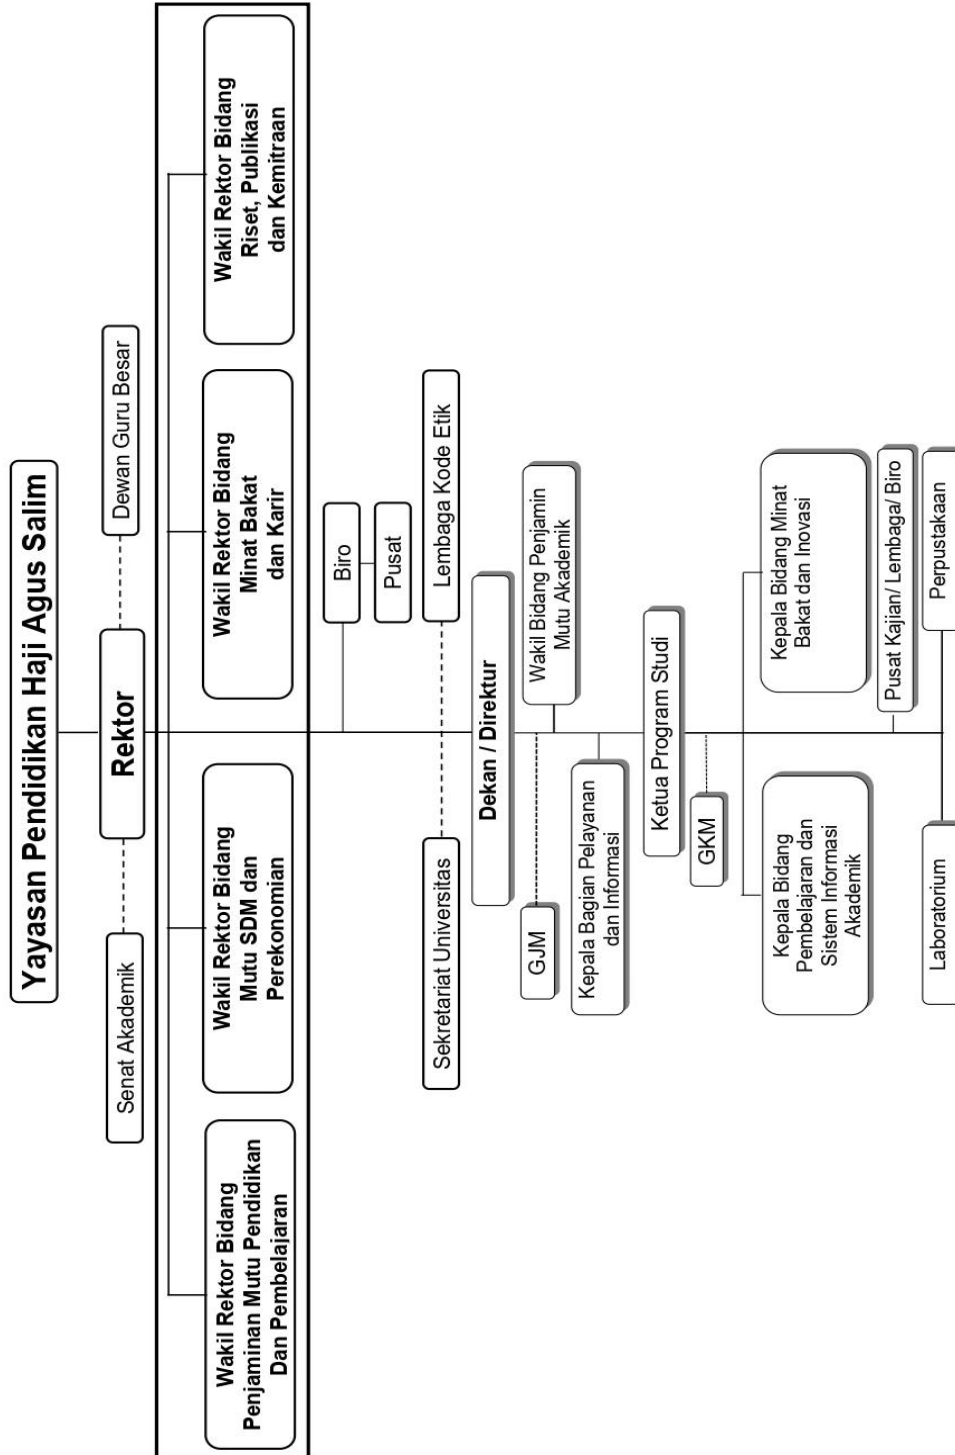 Yayasan Pendidikan Haji Agus Salim
Senat Akademik
Rektor
Dewan Guru Besar
Wakil Rektor Bidang
Penjaminan Mutu Pendidikan
Dan Pembelajaran
Wakil Rektor Bidang
Mutu SDM dan
Perekonomian
Wakil Rektor Bidang
Minat Bakat
dan Karir
Wakil Rektor Bidang
Riset, Publikasi
dan Kemitraan
Biro
Pusat
Sekretariat Universitas
Lembaga Kode Etik
Dekan / Direktur
GJM
Wakil Bidang Penjamin
Mutu Akademik
Kepala Bagian Pelayanan
dan Informasi
Ketua Program Studi
GKM
Kepala Bidang
Pembelajaran dan
Sistem Informasi
Akademik
Kepala Bidang Minat
Bakat dan Inovasi
Pusat Kajian/ Lembaga/ Biro
Laboratorium
Perpustakaan